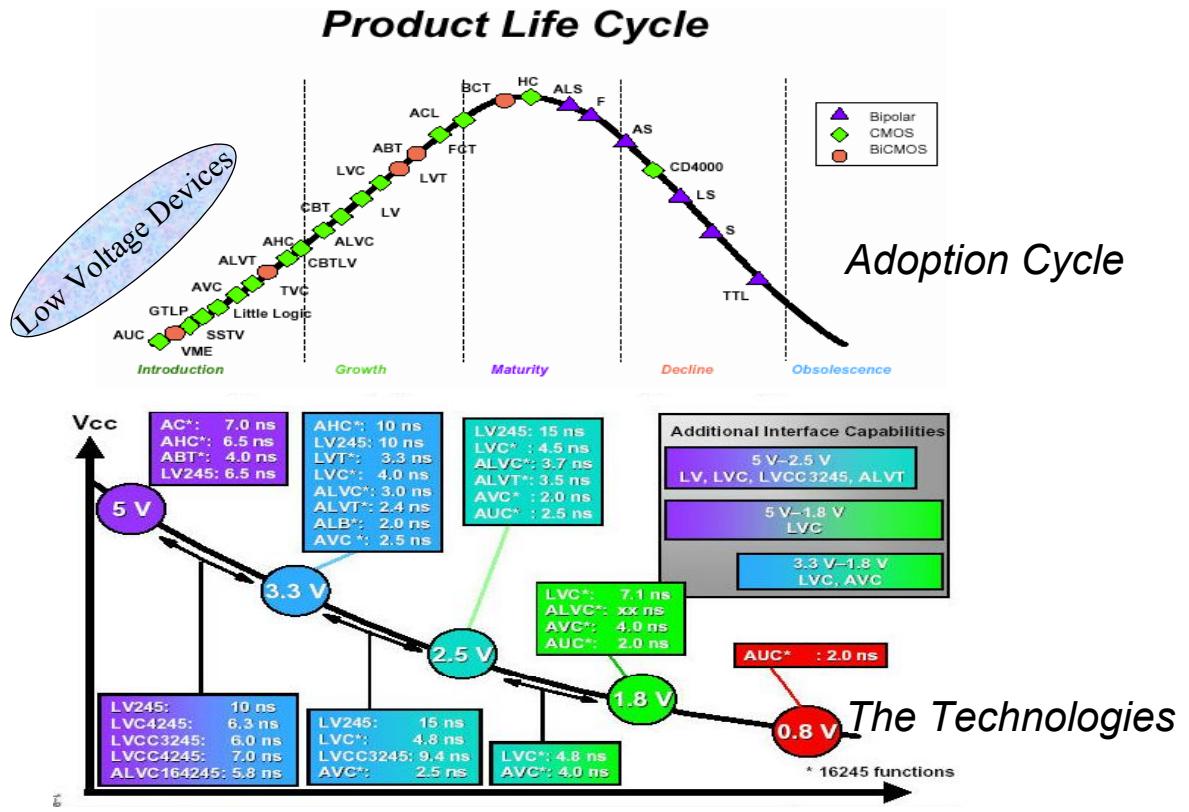 Product Life Cycle
BCT
HC
ALS
F
ACL
AS
FCT
ABT
CD4000
LVC
LVT
LS
CBT
LV
S
AHC
ALVC
ALVT
CBTLV
TTL
AVC
TVC
GTLP
Little Logic
AUC
SSTV
VME
Bipolar
CMOS
BiCMOS
Low Voltage Devices
Adoption Cycle
Introduction
Growth
Maturity
Decline
Obsolescence
Vcc
AC*: 7.0 ns
AHC*: 6.5 ns
ABT*: 4.0 ns
LV245: 6.5 ns
AHC*: 10 ns
LV245: 10 ns
LVT*: 3.3 ns
LVC*: 4.0 ns
ALVC*: 3.0 ns
ALVT*: 2.4 ns
ALB*: 2.0 ns
AVC *: 2.5 ns
LV245: 15 ns
LVC* : 4.5 ns
ALVC*: 3.7 ns
ALVT*: 3.5 ns
AVC* : 2.0 ns
AUC* : 2.5 ns
Additional Interface Capabilities
5 V–2.5 V
LV, LVC, LVCC3245, ALVT
5 V–1.8 V
LVC
3.3 V–1.8 V
LVC, AVC
5 V
3.3 V
2.5 V
1.8 V
0.8 V
LVC*: 7.1 ns
ALVC*: xx ns
AVC*: 4.0 ns
AUC*: 2.0 ns
AUC* : 2.0 ns
LV245: 10 ns
LVC4245: 6.3 ns
LVCC3245: 6.0 ns
LVCC4245: 7.0 ns
ALVC164245: 5.8 ns
LV245: 15 ns
LVC*: 4.8 ns
LVCC3245: 9.4 ns
AVC*: 2.5 ns
LVC*: 4.8 ns
AVC*: 4.0 ns
The Technologies
* 16245 functions